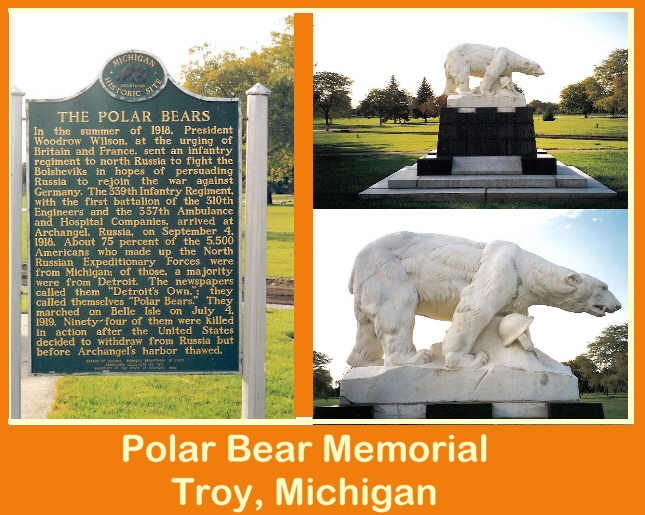 MICHIGAN
HISTORIC SITE
THE POLAR BEARS
In the summer of 1918, President
Woodrow Wilson, at the urging of
Britain and France, sent an infantry
regiment to north Russia to fight the
Bolsheviks in hopes of persuading
Russia to rejoin the war against
Germany. The 339th Infantry Regiment,
with the first battalion of the 310th
Engineers and the 337th Ambulance
and Hospital Companies, arrived at
Archangel, Russia, on September 4,
1918. About 75 percent of the 5,500
Americans who made up the North
Russian Expeditionary Forces were
from Michigan; of those, a majority
were from Detroit. The newspapers
called them "Detroit's Own,"; they
called themselves "Polar Bears." They
marched on Belle Isle on July 4,
1919. Ninety-four of them were killed
in action after the United States
decided to withdraw from Russia but
before Archangel's harbor thawed.
Polar Bear Memorial
Troy, Michigan